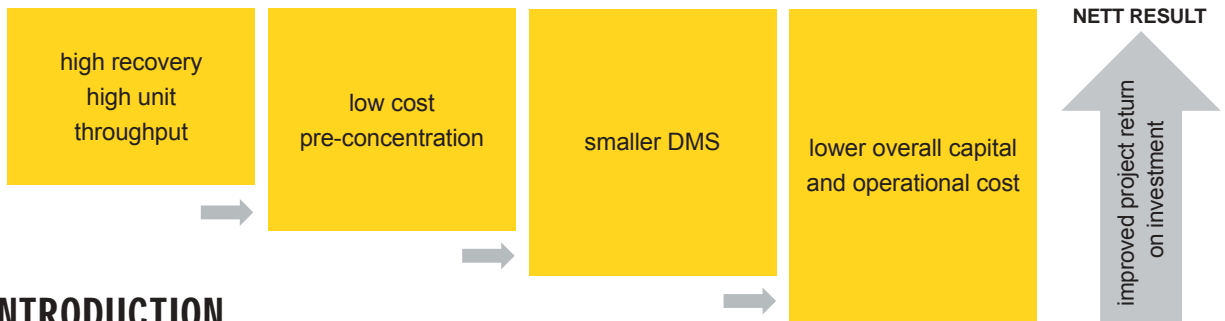 high recovery
high unit
throughput
low cost
pre-concentration
smaller DMS
lower overall capital
and operational cost
NETT RESULT
improved project return
on investment
NTRODUCTION